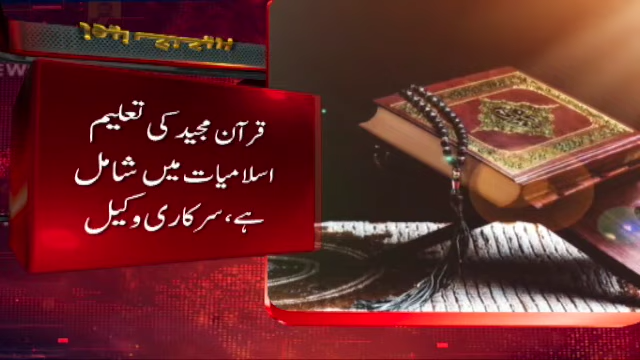 قرآن مجید کی تعلیم
اسلامیات میں شامل
ہے، سرکاری وکیل